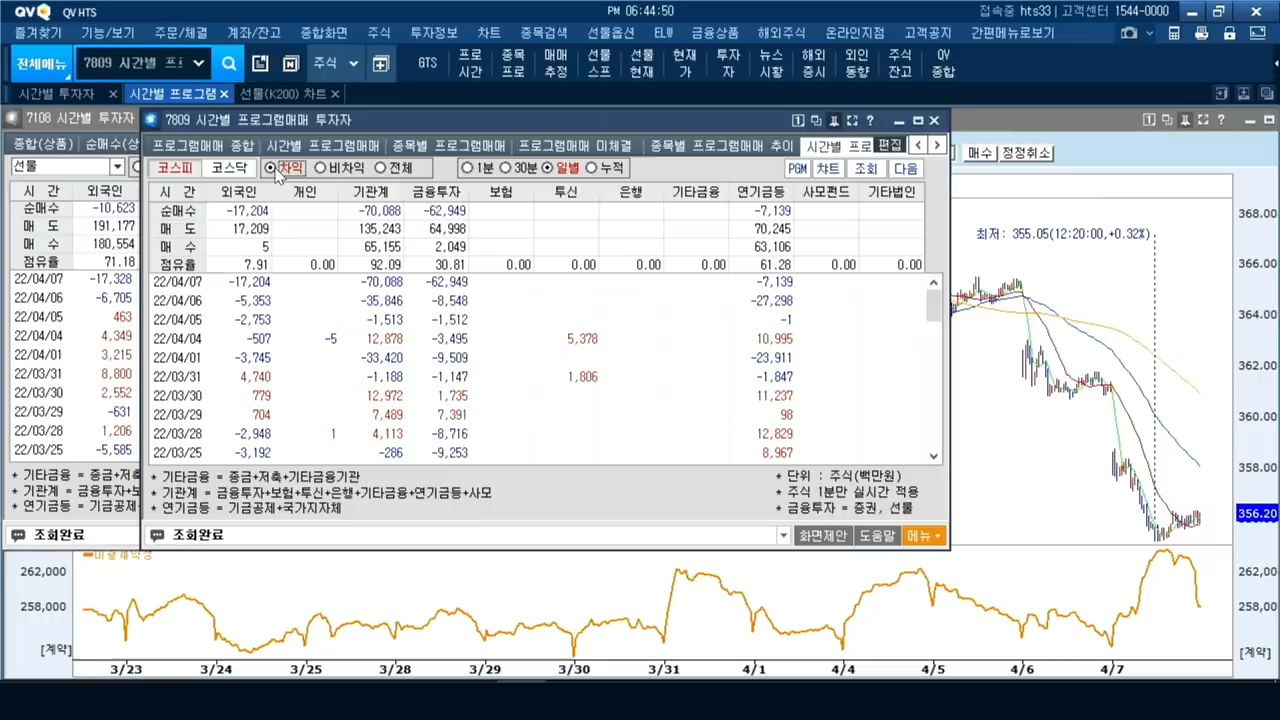 QV QV HTS PM 06:44:50 접속중 hts33 | 고객센터 1544-0000
즐겨찾기 기능/보기 주문/체결 계좌/잔고 종합화면 주식 투자정보 차트 종목검색 선물옵션 ELW 금융상품 해외주식 온라인지점 고객공지 간편메뉴로보기
전체메뉴 7809 시간별 프 주식 GTS 프로 시간 종목 프로 매매 추정 선물 스프 선물 현재 현재 가 투자 자 뉴스 시황 해외 증시 외인 동향 주식 잔고 QV 종합
시간별 투자자 시간별 프로그램 선물(K200) 차트
7108 시간별 투자자
종합(상품) 순매수(상
선물
시 간 외국인
순매수 -10,623
매 도 191,177
매 수 180,554
점유율 71.18
22/04/07 -17,328
22/04/06 -6,705
22/04/05 463
22/04/04 4,349
22/04/01 3,215
22/03/31 8,800
22/03/30 2,552
22/03/29 -631
22/03/28 1,206
22/03/25 -5,585
* 기타금융 = 종금+저축
* 기관계 = 금융투자+보
* 연기금등 = 기금공제+
조회완료
7809 시간별 프로그램매매 투자자
프로그램매매 종합 시간별 프로그램매매 종목별 프로그램매매 프로그램매매 미체결 종목별 프로그램매매 추이 시간별 프로 편집
코스피 코스닥 차익 비차익 전체 1분 30분 일별 누적 PGM 차트 조회 다음
시 간 외국인 개인 기관계 금융투자 보험 투신 은행 기타금융 연기금등 사모펀드 기타법인
순매수 -17,204 -70,088 -62,949 -7,139
매 도 17,209 135,243 64,998 70,245
매 수 5 65,155 2,049 63,106
점유율 7.91 0.00 92.09 30.81 0.00 0.00 0.00 0.00 61.28 0.00 0.00
22/04/07 -17,204 -70,088 -62,949 -7,139
22/04/06 -5,353 -35,846 -8,548 -27,298
22/04/05 -2,753 -1,513 -1,512 -1
22/04/04 -507 -5 12,878 -3,495 5,378 10,995
22/04/01 -3,745 -33,420 -9,509 -23,911
22/03/31 4,740 -1,188 -1,147 1,806 -1,847
22/03/30 779 12,972 1,735 11,237
22/03/29 704 7,489 7,391 98
22/03/28 -2,948 1 4,113 -8,716 12,829
22/03/25 -3,192 -286 -9,253 8,967
* 기타금융 = 종금+저축+기타금융기관 * 단위 : 주식(백만원)
* 기관계 = 금융투자+보험+투신+은행+기타금융+연기금등+사모 * 주식 1분만 실시간 적용
* 연기금등 = 기금공제+국가지자체 * 금융투자 = 증권, 선물
조회완료 화면제안 도움말 메뉴
매수 정정취소
최저: 355.05(12:20:00,+0.32%)
368.00
366.00
364.00
362.00
360.00
358.00
356.20
미결제약정
262,000 262,00
258,000 258,00
[계약] [계약]
3/23 3/24 3/25 3/28 3/29 3/30 3/31 4/1 4/4 4/5 4/6 4/7